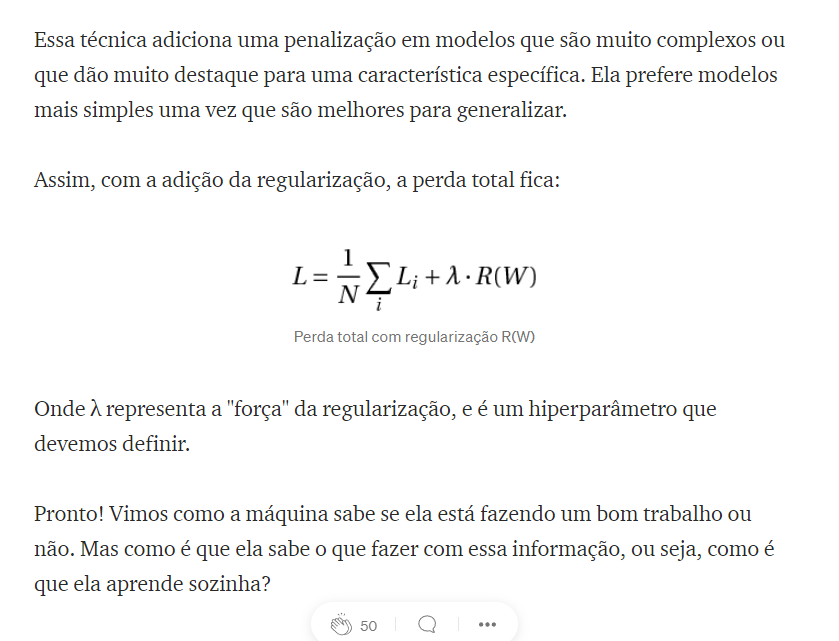 Essa técnica adiciona uma penalização em modelos que são muito complexos ou
que dão muito destaque para uma característica específica. Ela prefere modelos
mais simples uma vez que são melhores para generalizar.
Assim, com a adição da regularização, a perda total fica:
L = 1/N ∑_i L_i + λ · R(W)
Perda total com regularização R(W)
Onde λ representa a "força" da regularização, e é um hiperparâmetro que
devemos definir.
Pronto! Vimos como a máquina sabe se ela está fazendo um bom trabalho ou
não. Mas como é que ela sabe o que fazer com essa informação, ou seja, como é
que ela aprende sozinha?
50